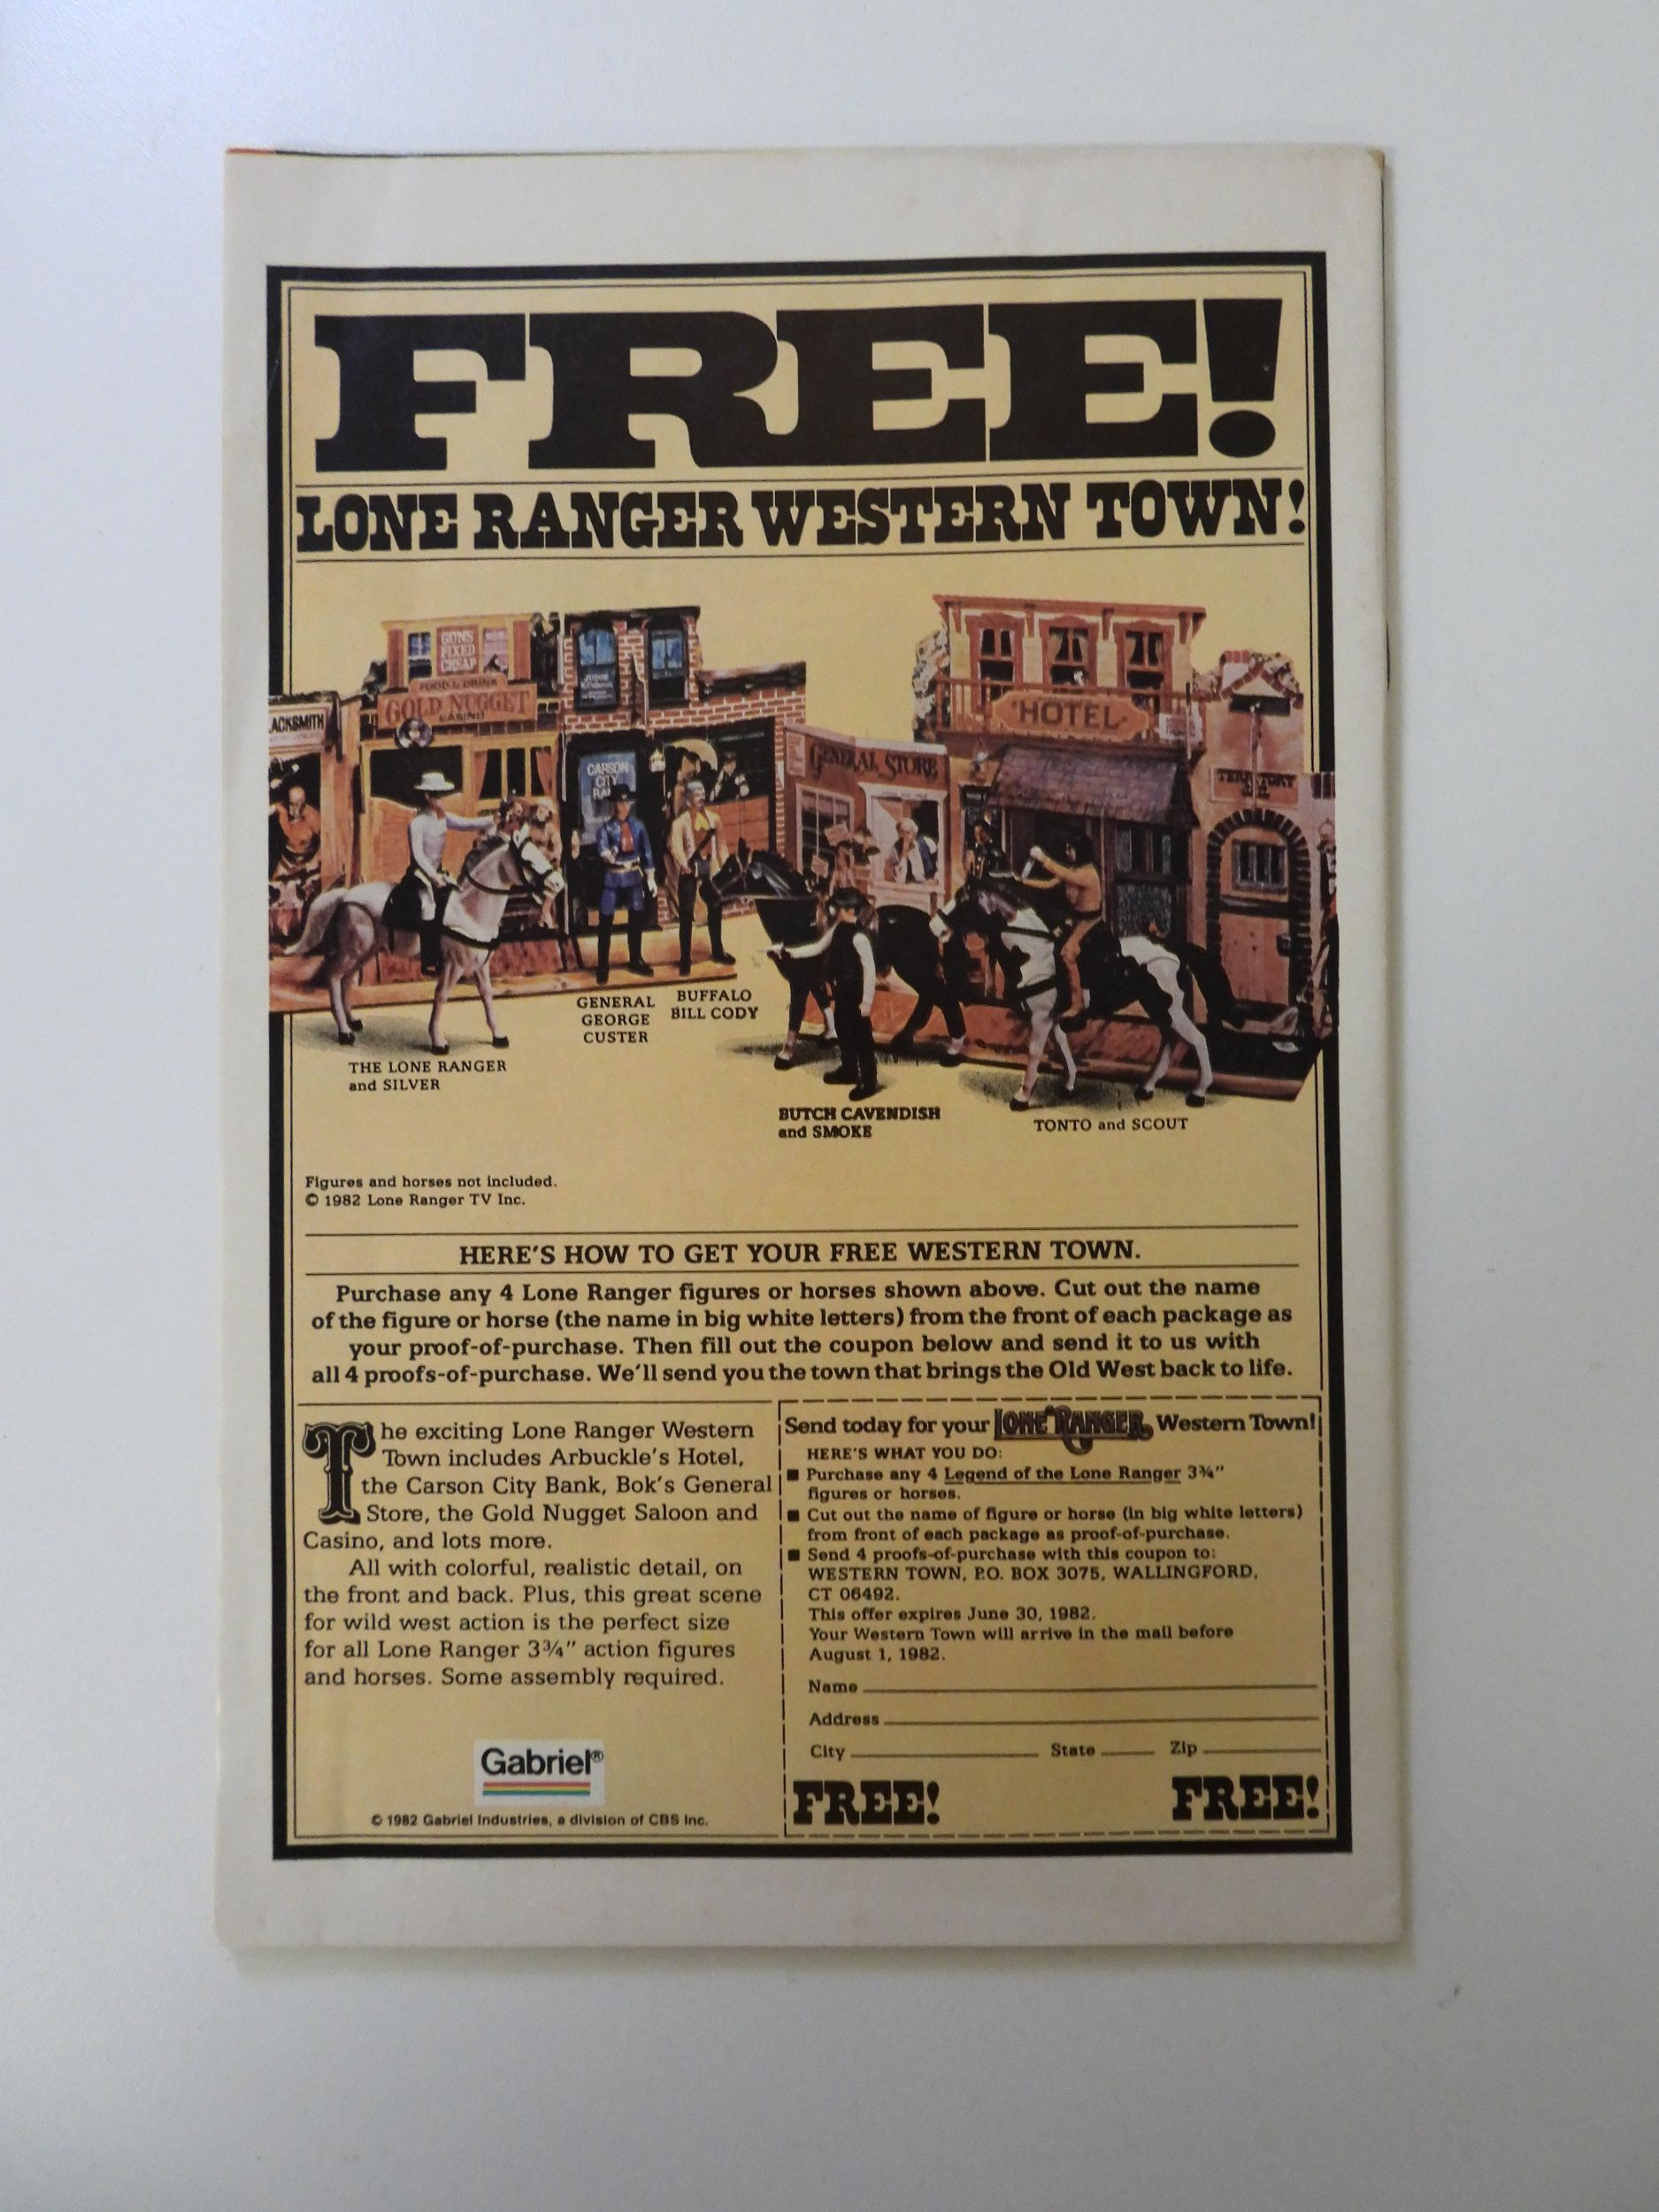 FREE!
LONE RANGER WESTERN TOWN!
GUNS
FIXED
CHEAP
FOOD & DRINK
GOLD NUGGET
CASINO
ACKSMITH
CARSON
CITY
BA
GENERAL STORE
HOTEL
GENERAL
GEORGE
CUSTER
BUFFALO
BILL CODY
THE LONE RANGER
and SILVER
BUTCH CAVENDISH
and SMOKE
TONTO and SCOUT
Figures and horses not included.
© 1982 Lone Ranger TV Inc.
HERE'S HOW TO GET YOUR FREE WESTERN TOWN.
Purchase any 4 Lone Ranger figures or horses shown above. Cut out the name
of the figure or horse (the name in big white letters) from the front of each package as
your proof-of-purchase. Then fill out the coupon below and send it to us with
all 4 proofs-of-purchase. We'll send you the town that brings the Old West back to life.
The exciting Lone Ranger Western
Town includes Arbuckle's Hotel,
the Carson City Bank, Bok's General
Store, the Gold Nugget Saloon and
Casino, and lots more.
All with colorful, realistic detail, on
the front and back. Plus, this great scene
for wild west action is the perfect size
for all Lone Ranger 3¾" action figures
and horses. Some assembly required.
Gabriel®
© 1982 Gabriel Industries, a division of CBS Inc.
Send today for your LONE RANGER Western Town!
HERE'S WHAT YOU DO:
■ Purchase any 4 Legend of the Lone Ranger 3¾"
figures or horses.
■ Cut out the name of figure or horse (in big white letters)
from front of each package as proof-of-purchase.
■ Send 4 proofs-of-purchase with this coupon to:
WESTERN TOWN, P.O. BOX 3075, WALLINGFORD,
CT 06492.
This offer expires June 30, 1982.
Your Western Town will arrive in the mail before
August 1, 1982.
Name
Address
City State Zip
FREE! FREE!